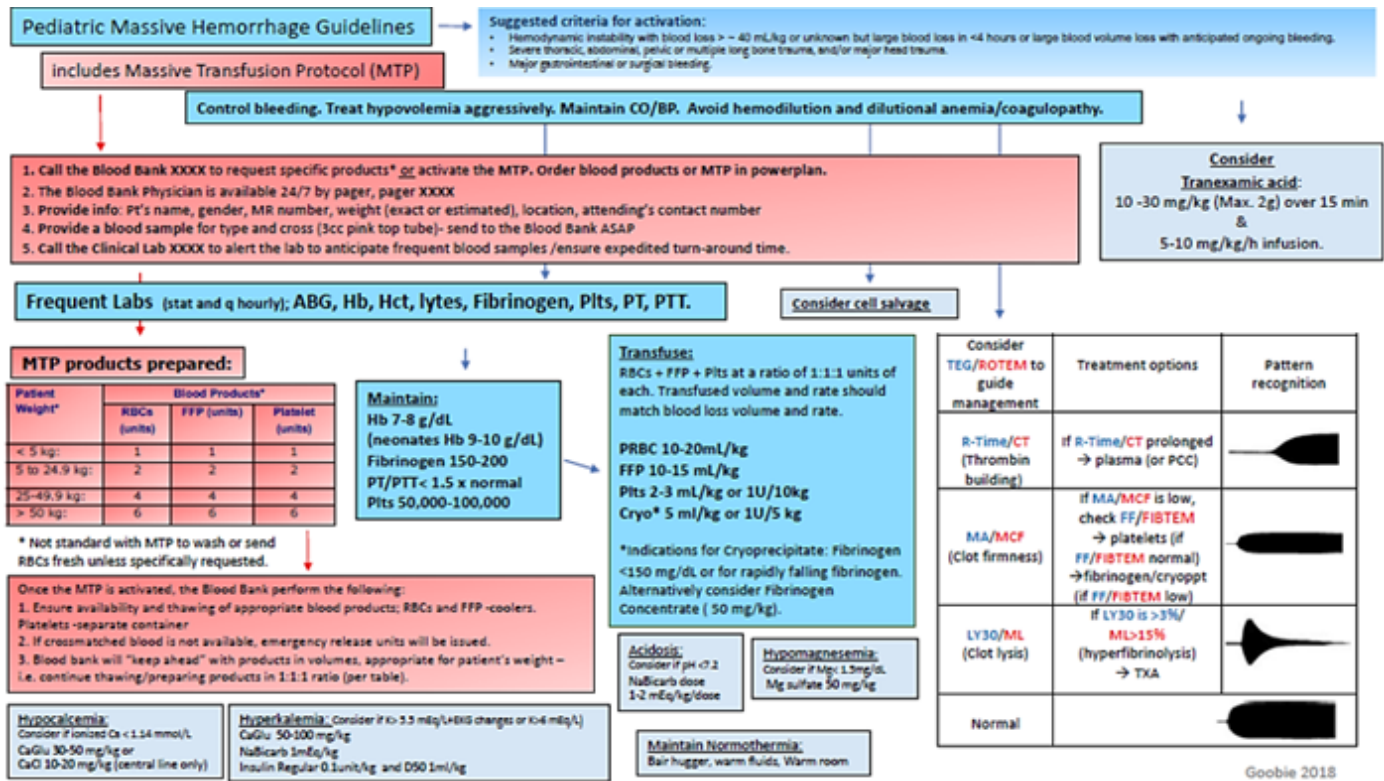 Pediatric Massive Hemorrhage Guidelines
Suggested criteria for activation:
• Hemodynamic instability with blood loss > ~ 40 mL/kg or unknown but large blood loss in <4 hours or large blood volume loss with anticipated ongoing bleeding.
• Severe thoracic, abdominal, pelvic or multiple long bone trauma, and/or major head trauma.
• Major gastrointestinal or surgical bleeding.
includes Massive Transfusion Protocol (MTP)
Control bleeding. Treat hypovolemia aggressively. Maintain CO/BP. Avoid hemodilution and dilutional anemia/coagulopathy.
1. Call the Blood Bank XXXX to request specific products* or activate the MTP. Order blood products or MTP in powerplan.
2. The Blood Bank Physician is available 24/7 by pager, pager XXXX
3. Provide info: Pt's name, gender, MR number, weight (exact or estimated), location, attending's contact number
4. Provide a blood sample for type and cross (3cc pink top tube)- send to the Blood Bank ASAP
5. Call the Clinical Lab XXXX to alert the lab to anticipate frequent blood samples /ensure expedited turn-around time.
Consider
Tranexamic acid:
10 -30 mg/kg (Max. 2g) over 15 min
&
5-10 mg/kg/h infusion.
Frequent Labs (stat and q hourly); ABG, Hb, Hct, lytes, Fibrinogen, Plts, PT, PTT.
Consider cell salvage
MTP products prepared:
Patient Weight* Blood Products*
RBCs (units) FFP (units) Platelet (units)
< 5 kg: 1 1 1
5 to 24.9 kg: 2 2 2
25-49.9 kg: 4 4 4
> 50 kg: 6 6 6
* Not standard with MTP to wash or send
RBCs fresh unless specifically requested.
Maintain:
Hb 7-8 g/dL
(neonates Hb 9-10 g/dL)
Fibrinogen 150-200
PT/PTT< 1.5 x normal
Plts 50,000-100,000
Transfuse:
RBCs + FFP + Plts at a ratio of 1:1:1 units of
each. Transfused volume and rate should
match blood loss volume and rate.
PRBC 10-20mL/kg
FFP 10-15 mL/kg
Plts 2-3 mL/kg or 1U/10kg
Cryo* 5 ml/kg or 1U/5 kg
*Indications for Cryoprecipitate: Fibrinogen
<150 mg/dL or for rapidly falling fibrinogen.
Alternatively consider Fibrinogen
Concentrate ( 50 mg/kg).
Consider
TEG/ROTEM to
guide
management
Treatment options
Pattern
recognition
R-Time/CT
(Thrombin
building)
If R-Time/CT prolonged
→ plasma (or PCC)
MA/MCF
(Clot firmness)
If MA/MCF is low,
check FF/FIBTEM
→ platelets (if
FF/FIBTEM normal)
→fibrinogen/cryoppt
(if FF/FIBTEM low)
LY30/ML
(Clot lysis)
If LY30 is >3%/
ML>15%
(hyperfibrinolysis)
→ TXA
Normal
Once the MTP is activated, the Blood Bank perform the following:
1. Ensure availability and thawing of appropriate blood products; RBCs and FFP -coolers.
Platelets -separate container
2. If crossmatched blood is not available, emergency release units will be issued.
3. Blood bank will "keep ahead" with products in volumes, appropriate for patient's weight –
i.e. continue thawing/preparing products in 1:1:1 ratio (per table).
Acidosis:
Consider if pH <7.2
NaBicarb dose
1-2 mEq/kg/dose
Hypomagnesemia:
Consider if Mg< 1.5mg/dL
Mg sulfate 50 mg/kg
Hypocalcemia:
Consider if ionized Ca < 1.14 mmol/L
CaGlu 30-50 mg/kg or
CaCl 10-20 mg/kg (central line only)
Hyperkalemia: Consider if K> 5.5 mEq/L+EKG changes or K>6 mEq/L)
CaGlu 50-100 mg/kg
NaBicarb 1mEq/kg
Insulin Regular 0.1unit/kg and D50 1ml/kg
Maintain Normothermia:
Bair hugger, warm fluids, Warm room
Goobie 2018